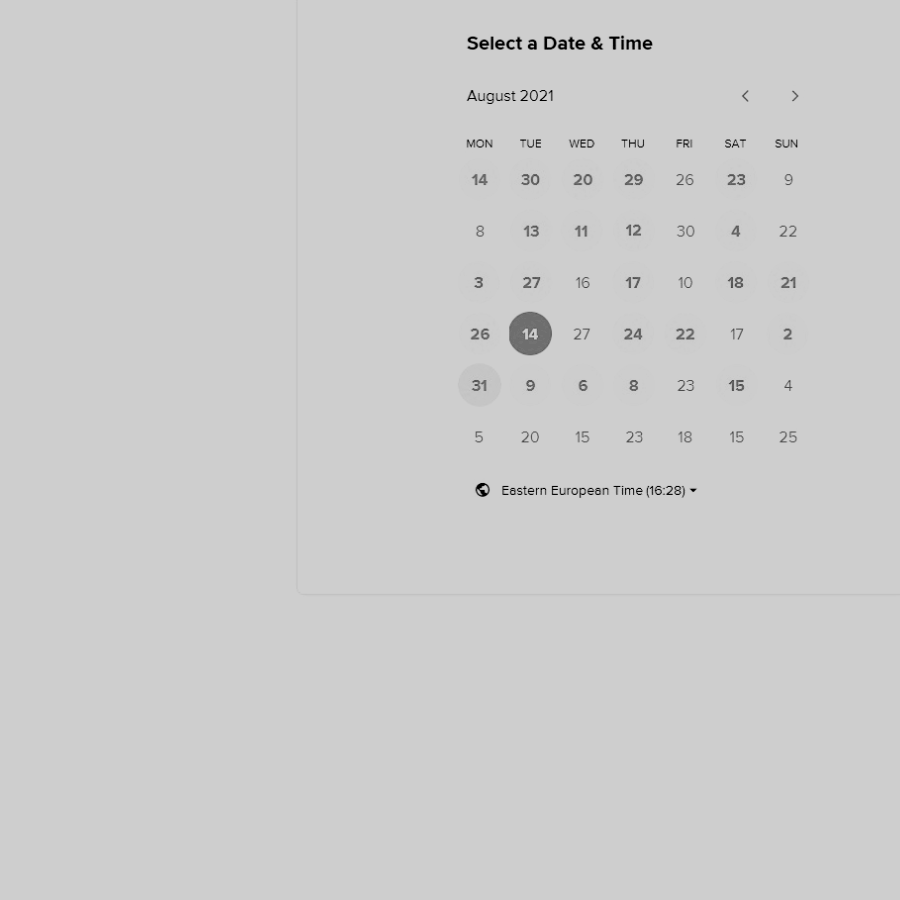 Select a Date & Time
August 2021
MON TUE WED THU FRI SAT SUN
14 30 20 29 26 23 9
8 13 11 12 30 4 22
3 27 16 17 10 18 21
26 14 27 24 22 17 2
31 9 6 8 23 15 4
5 20 15 23 18 15 25
Eastern European Time (16:28)